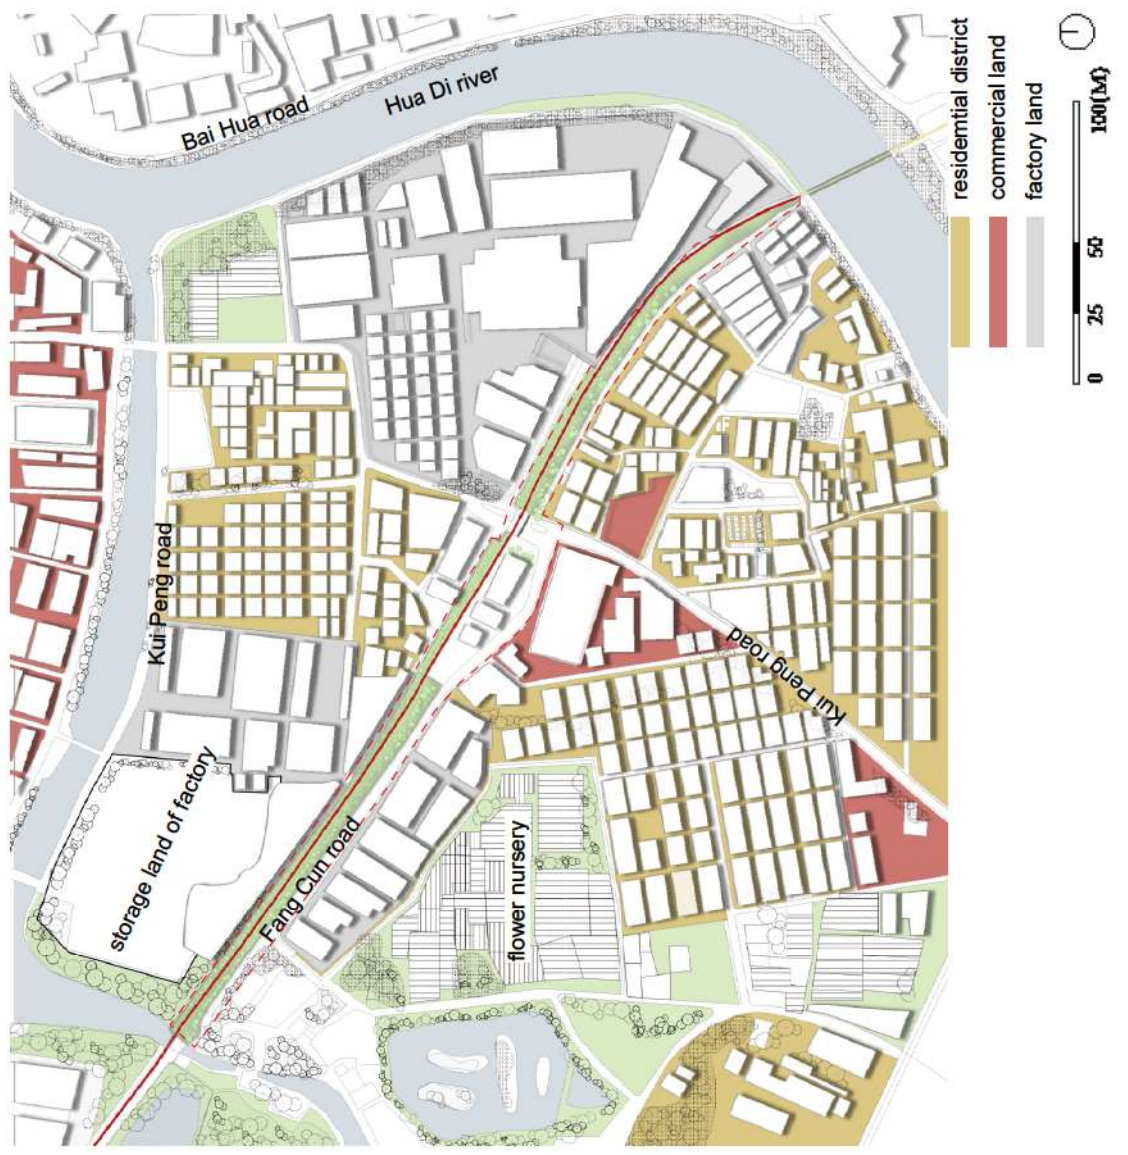 Bai Hua road
Hua Di river
Kui Peng road
storage land of factory
Fang Cun road
flower nursery
Kui Peng road
residemtial district
commercial land
factory land
0
25
50
100(M)